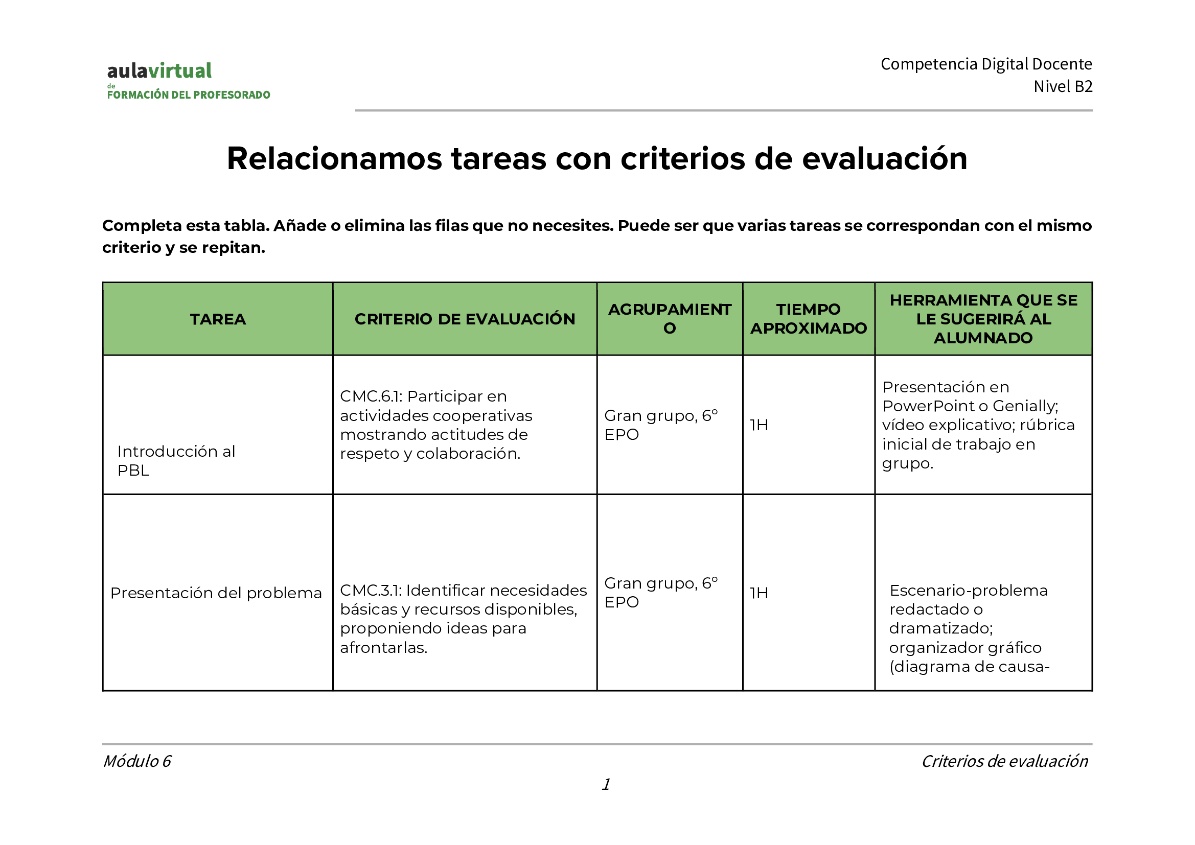 aulavirtual
de
FORMACIÓN DEL PROFESORADO
Competencia Digital Docente
Nivel B2
Relacionamos tareas con criterios de evaluación
Completa esta tabla. Añade o elimina las filas que no necesites. Puede ser que varias tareas se correspondan con el mismo
criterio y se repitan.
TAREA
CRITERIO DE EVALUACIÓN
AGRUPAMIENT
O
TIEMPO
APROXIMADO
HERRAMIENTA QUE SE
LE SUGERIRÁ AL
ALUMNADO
Introducción al
PBL
CMC.6.1: Participar en
actividades cooperativas
mostrando actitudes de
respeto y colaboración.
Gran grupo, 6º
EPO
1H
Presentación en
PowerPoint o Genially;
vídeo explicativo; rúbrica
inicial de trabajo en
grupo.
Presentación del problema
CMC.3.1: Identificar necesidades
básicas y recursos disponibles,
proponiendo ideas para
afrontarlas.
Gran grupo, 6º
EPO
1H
Escenario-problema
redactado o
dramatizado;
organizador gráfico
(diagrama de causa-
Módulo 6
Criterios de evaluación
1